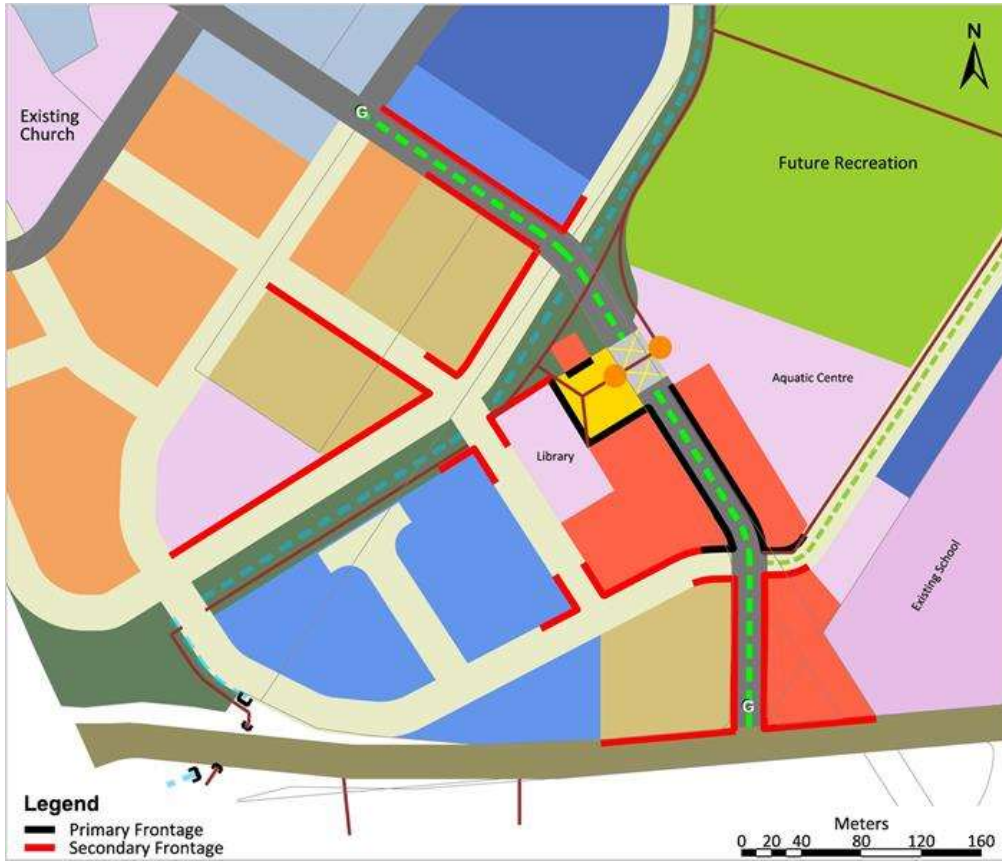 N
G
Existing
Church
Future Recreation
Aquatic Centre
Library
Existing School
G
Legend
Primary Frontage
Secondary Frontage
Meters
0 20 40 80 120 160